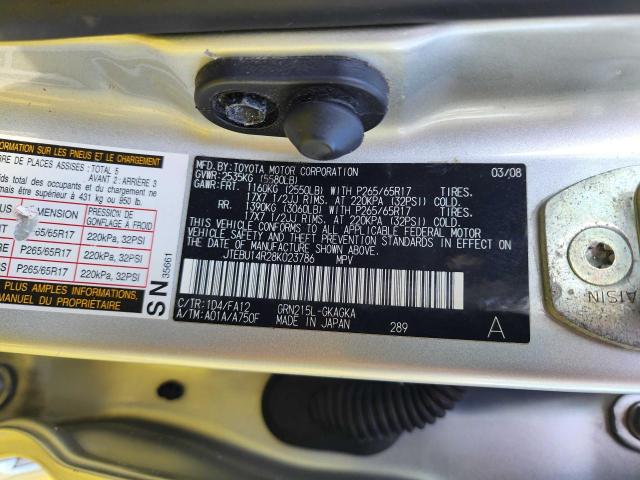 ORMATION SUR LES PNEUS ET LE CHARGEMENT
RE DE PLACES ASSISES : TOTAL 5
AVANT 2 : ARRIÈRE 3
total des occupants et du chargement
mais être supérieur à 431 kg ou 950 lb.
MENSION
PRESSION DE GONFLAGE À FROID
P265/65R17 220kPa, 32PSI
P265/65R17 220kPa, 32PSI
P265/65R17 220kPa, 32PSI
Manuel du Propriétaire.
SN 35661
MFD. BY:TOYOTA MOTOR CORPORATION 03/08
GVWR:2535KG (5580LB)
GAWR:FRT. 1160KG (2550LB) WITH P265/65R17 TIRES.
17X7 1/2JJ RIMS. AT 220KPA (32PSI) COLD.
RR. 1390KG (3060LB) WITH P265/65R17 TIRES.
17X7 1/2JJ RIMS. AT 220KPA (32PSI) COLD.
THIS VEHICLE CONFORMS TO ALL APPLICABLE FEDERAL MOTOR
VEHICLE SAFETY AND THEFT PREVENTION STANDARDS IN
EFFECT ON THE DATE OF MANUFACTURE SHOWN ABOVE.
JTEBU14R28K023786 MPV
C/TR:1D4/FA12 GRN215L-GKAGKA
A/TM:A01A/A750F MADE IN JAPAN 289 A
AISIN